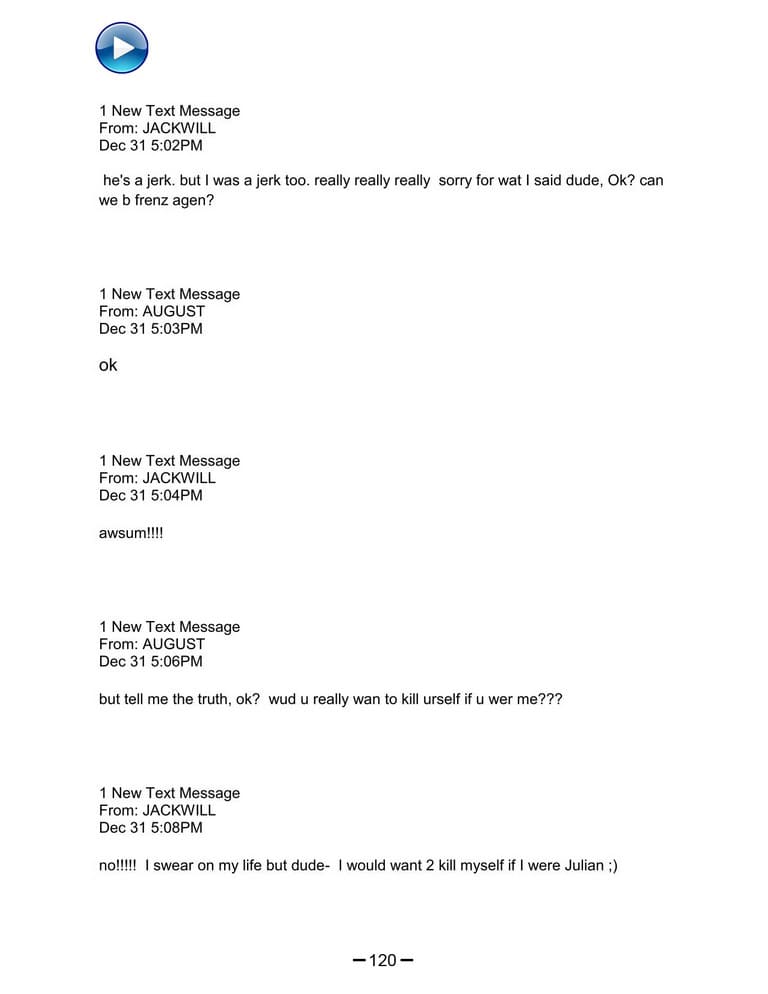 1 New Text Message
From: JACKWILL
Dec 31 5:02PM
he's a jerk. but I was a jerk too. really really really  sorry for wat I said dude, Ok? can
we b frenz agen?
1 New Text Message
From: AUGUST
Dec 31 5:03PM
ok
1 New Text Message
From: JACKWILL
Dec 31 5:04PM
awsum!!!!
1 New Text Message
From: AUGUST
Dec 31 5:06PM
but tell me the truth, ok?  wud u really wan to kill urself if u wer me???
1 New Text Message
From: JACKWILL
Dec 31 5:08PM
no!!!!!  I swear on my life but dude-  I would want 2 kill myself if I were Julian ;)
—120—